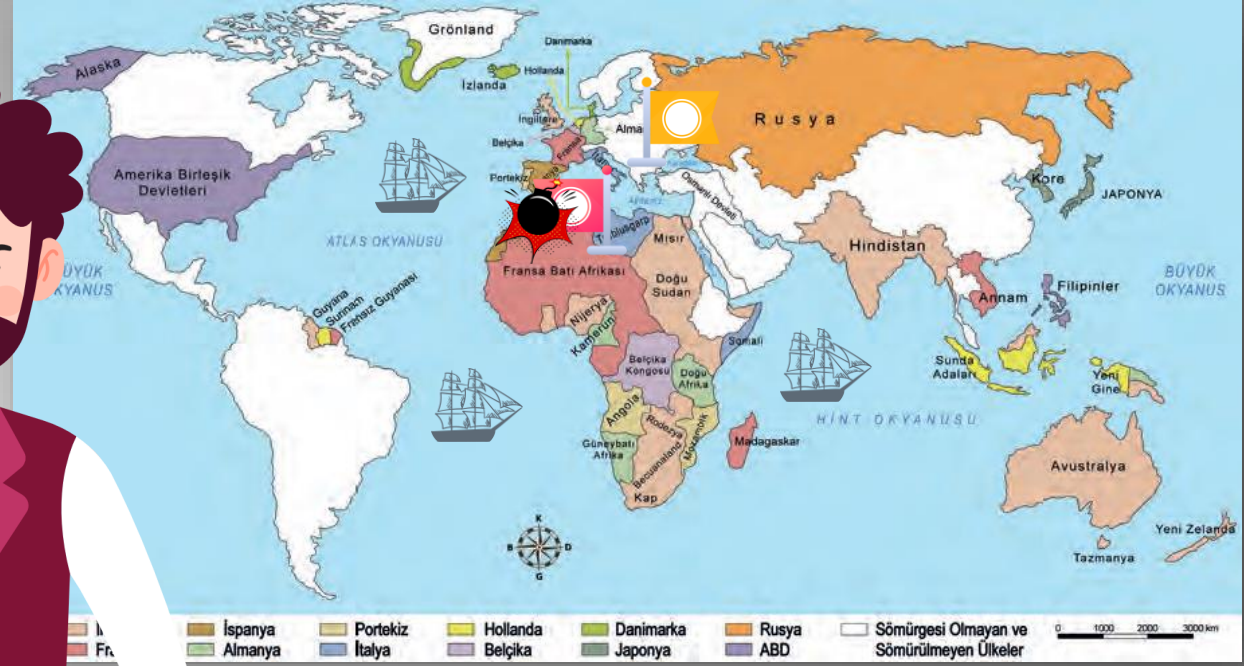 Grönland
Danimarka
Alaska
Hollanda
İzlanda
İngiltere
Rusya
Belçika
Fransa
Amerika Birleşik
Devletleri
Portekiz
Osmanlı Devleti
Kore
JAPONYA
ATLAS OKYANUSU
Trablusgarp
Mısır
Hindistan
BÜYÜK
OKYANUS
Fransa Batı Afrikası
Doğu
Sudan
Filipinler
Annam
Guyana
Surinam
Fransız Guyanası
Nijerya
Kamerun
Somali
Belçika
Kongosu
Doğu
Afrika
Sunda
Adaları
Yeni
Gine
Angola
Rodezya
Mozambik
HİNT OKYANUSU
Güneybatı
Afrika
Becuanaland
Madagaskar
Avustralya
Kap
K
B D
G
Yeni Zelanda
Tazmanya
İspanya Portekiz Hollanda Danimarka Rusya Sömürgesi Olmayan ve
Almanya İtalya Belçika Japonya ABD Sömürülmeyen Ülkeler
0 1000 2000 3000 km